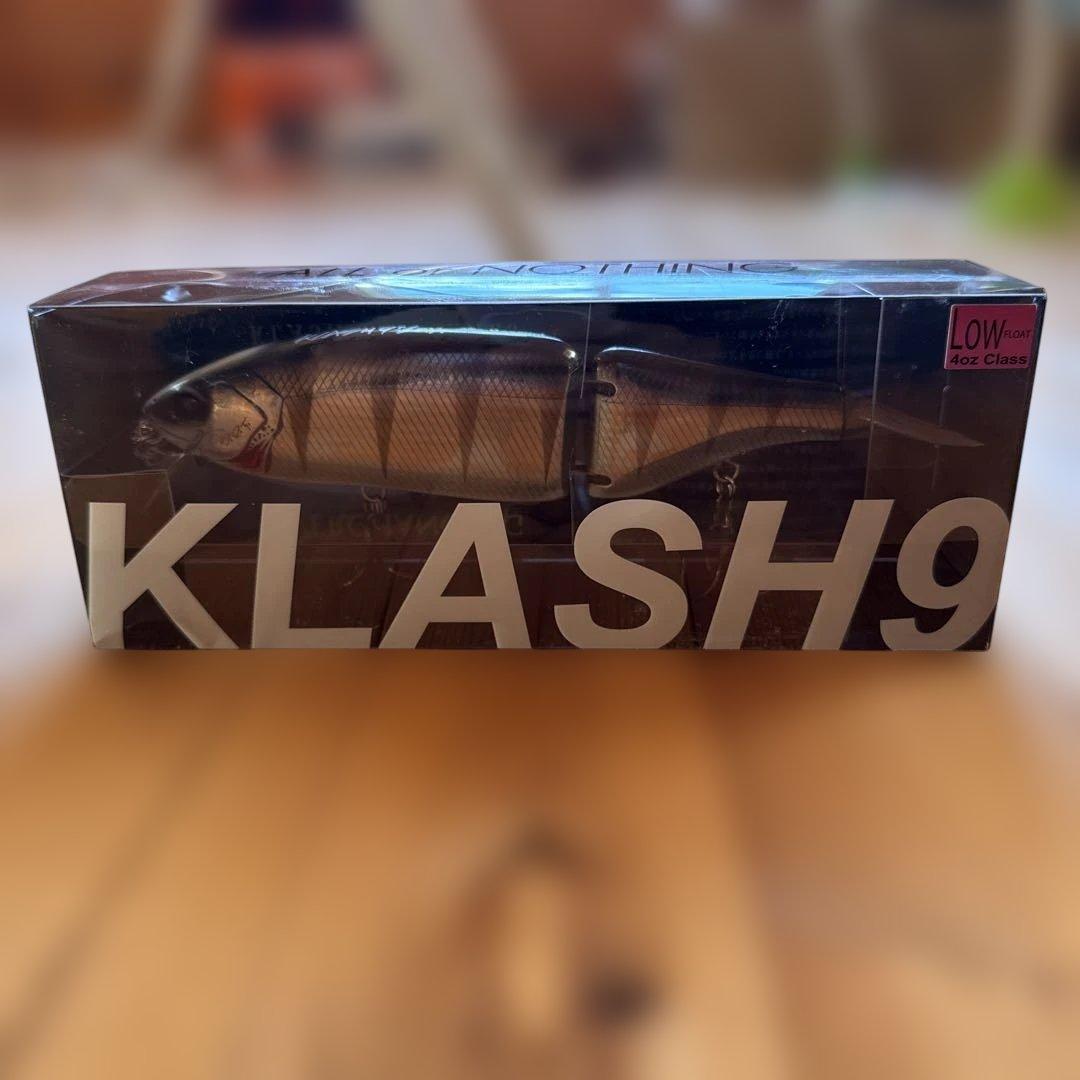 ALL or NOTHING
LOW FLOAT
4oz Class
KLASH9